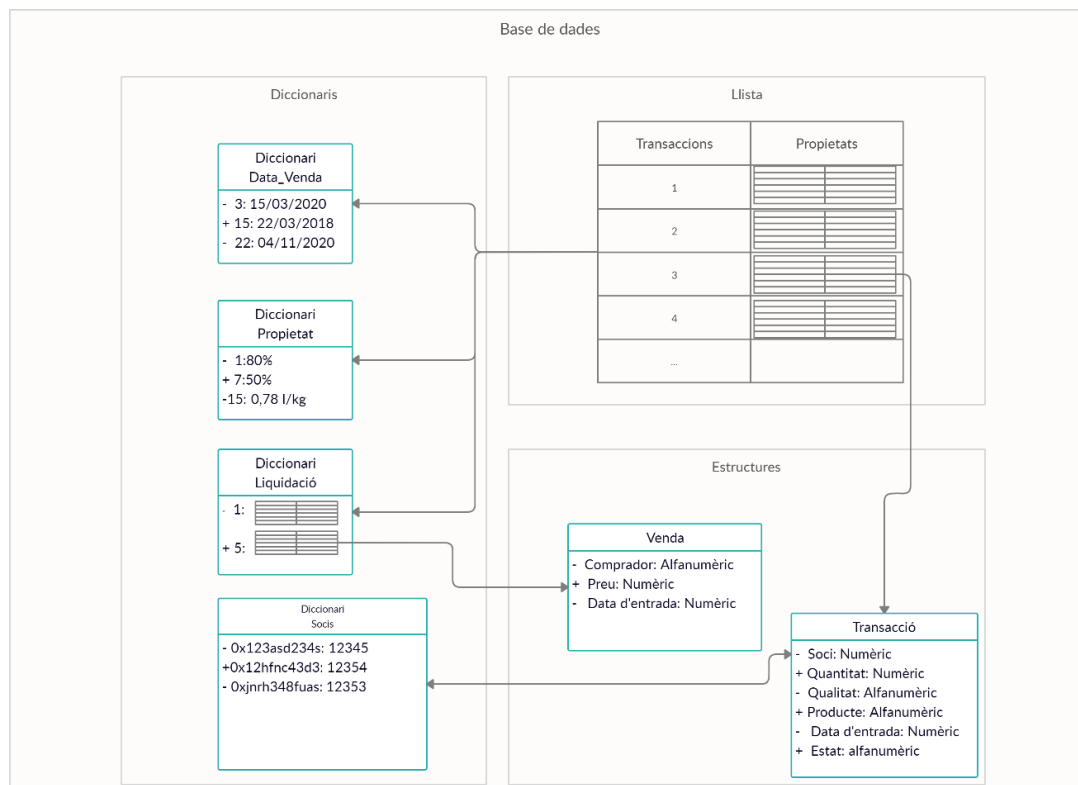 Base de dades
Diccionaris
Diccionari
Data_Venda
- 3: 15/03/2020
+ 15: 22/03/2018
- 22: 04/11/2020
Diccionari
Propietat
- 1:80%
+ 7:50%
-15: 0,78 l/kg
Diccionari
Liquidació
- 1:
+ 5:
Diccionari
Socis
- 0x123asd234s: 12345
+0x12hfnc43d3: 12354
- 0xjnrh348fuas: 12353
Llista
Transaccions Propietats
1
2
3
4
...
Estructures
Venda
- Comprador: Alfanumèric
+ Preu: Numèric
- Data d'entrada: Numèric
Transacció
- Soci: Numèric
+ Quantitat: Numèric
- Qualitat: Alfanumèric
+ Producte: Alfanumèric
- Data d'entrada: Numèric
+ Estat: alfanumèric